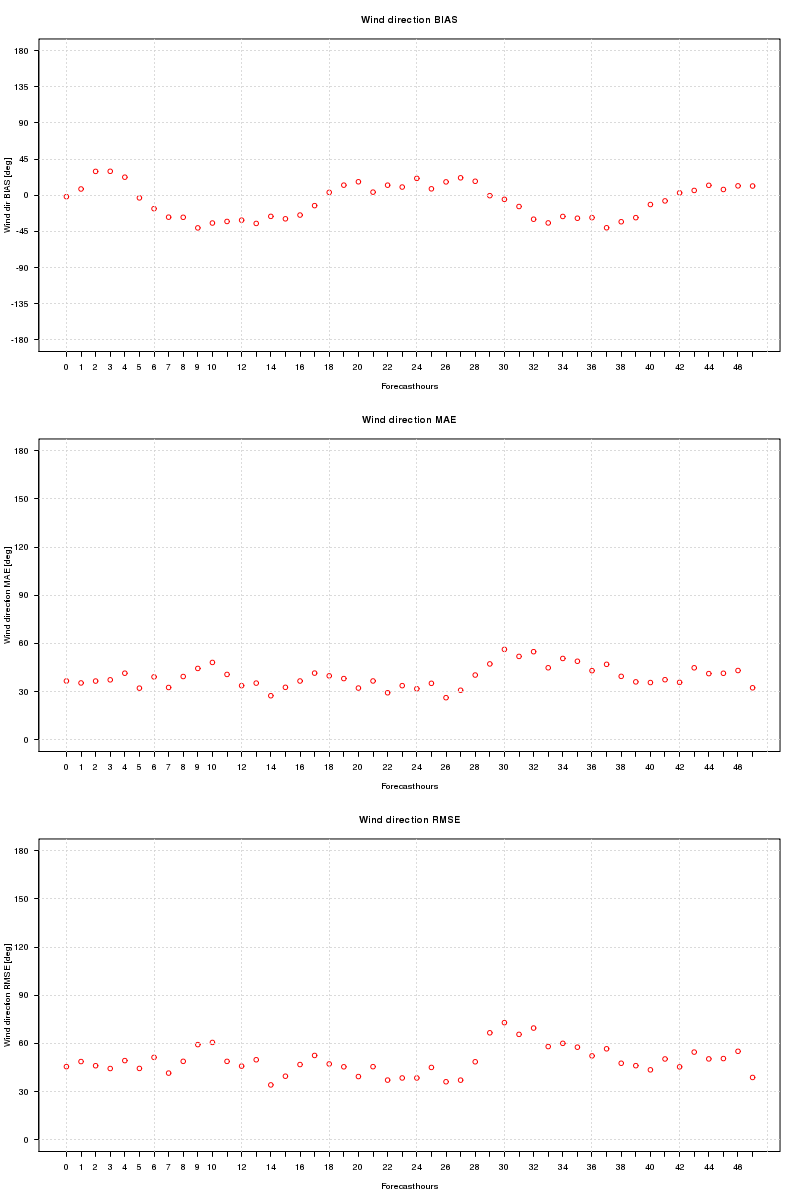 Wind direction BIAS
Wind dir BIAS [deg]
180
135
90
45
0
-45
-90
-135
-180
0 1 2 3 4 5 6 7 8 9 10 12 14 16 18 20 22 24 26 28 30 32 34 36 38 40 42 44 46
Forecasthours
Wind direction MAE
Wind direction MAE [deg]
180
150
120
90
60
30
0
0 1 2 3 4 5 6 7 8 9 10 12 14 16 18 20 22 24 26 28 30 32 34 36 38 40 42 44 46
Forecasthours
Wind direction RMSE
Wind direction RMSE [deg]
180
150
120
90
60
30
0
0 1 2 3 4 5 6 7 8 9 10 12 14 16 18 20 22 24 26 28 30 32 34 36 38 40 42 44 46
Forecasthours